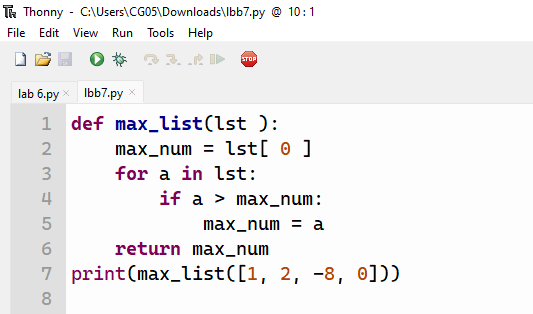 Thonny - C:\Users\CG05\Downloads\lbb7.py @ 10 : 1
File Edit View Run Tools Help
STOP
lab 6.py × lbb7.py ×
1 def max_list(lst ):
2     max_num = lst[ 0 ]
3     for a in lst:
4         if a > max_num:
5             max_num = a
6     return max_num
7 print(max_list([1, 2, -8, 0]))
8